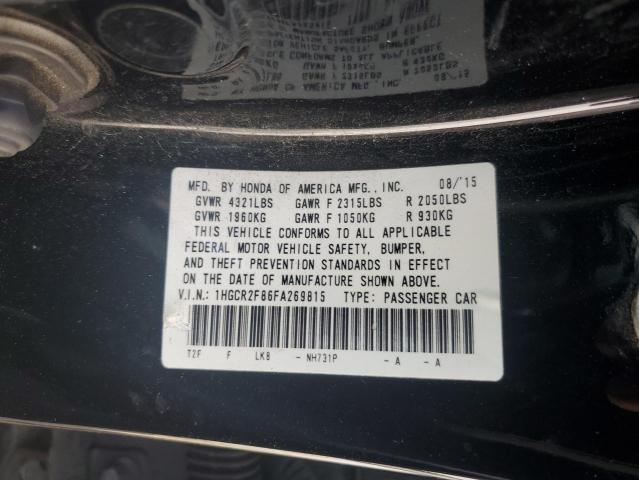 MFD. BY HONDA OF AMERICA MFG., INC. 08/'15
GVWR 4321LBS GAWR F 2315LBS R 2050LBS
GVWR 1960KG GAWR F 1050KG R 930KG
THIS VEHICLE CONFORMS TO ALL APPLICABLE
FEDERAL MOTOR VEHICLE SAFETY, BUMPER,
AND THEFT PREVENTION STANDARDS IN EFFECT
ON THE DATE OF MANUFACTURE SHOWN ABOVE.
V.I.N.: 1HGCR2F86FA269815 TYPE: PASSENGER CAR
T2F F LK8 - NH731P - A - A